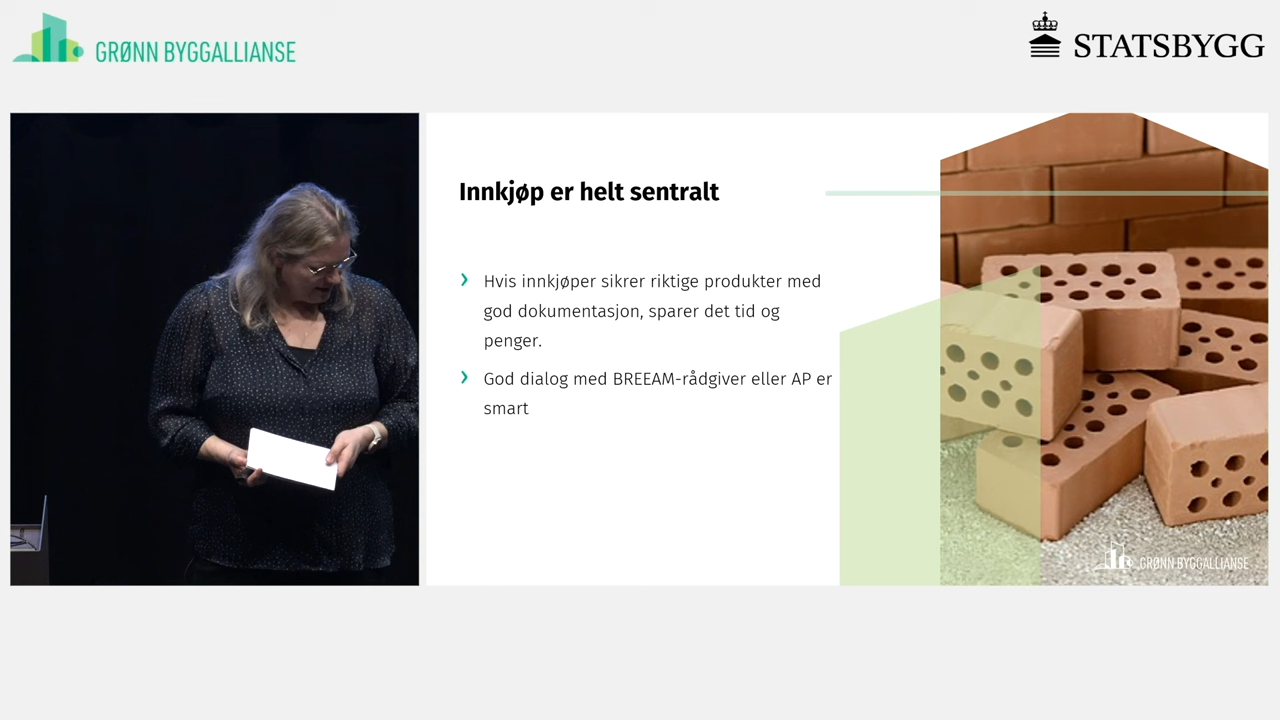 GRØNN BYGGALLIANSE
STATSBYGG
Innkjøp er helt sentralt
Hvis innkjøper sikrer riktige produkter med
god dokumentasjon, sparer det tid og
penger.
God dialog med BREEAM-rådgiver eller AP er
smart
GRØNN BYGGALLIANSE